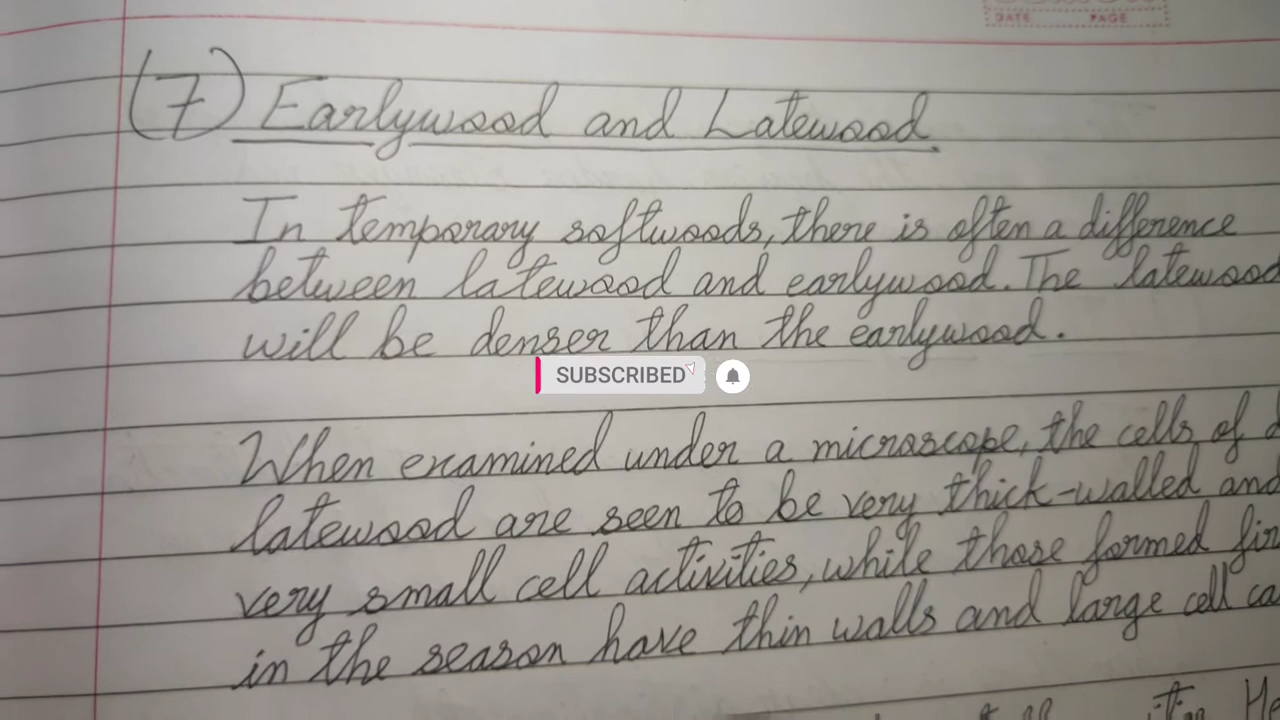 DATE PAGE
(7) Earlywood and Latewood.
In temporary softwoods, there is often a difference
between latewood and earlywood. The latewood
will be denser than the earlywood.
SUBSCRIBED
When examined under a microscope, the cells of
latewood are seen to be very thick-walled and
very small cell activities, while those formed
in the season have thin walls and large cell